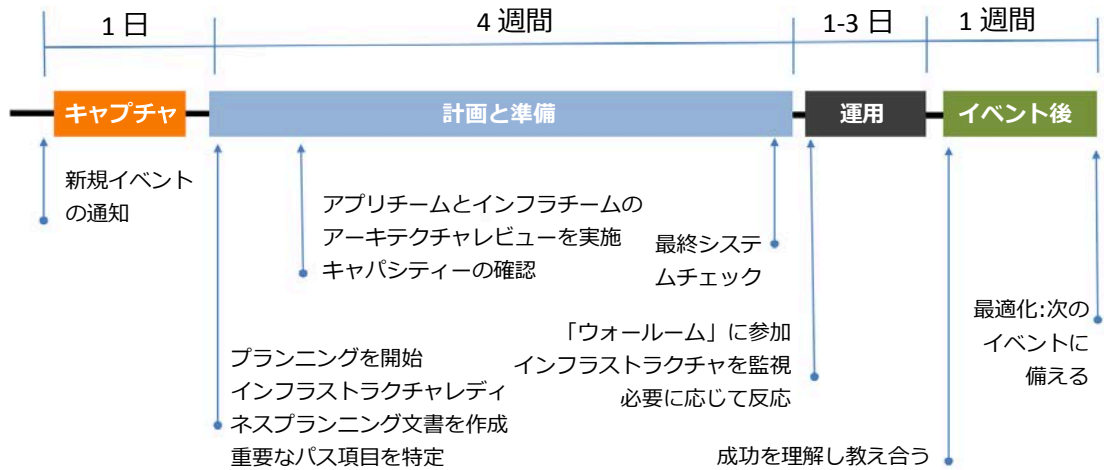 1 日
4 週間
1-3 日
1 週間
キャプチャ
計画と準備
運用
イベント後
新規イベント
の通知
アプリチームとインフラチームの
アーキテクチャレビューを実施
キャパシティーの確認
最終システ
ムチェック
プランニングを開始
インフラストラクチャレディ
ネスプランニング文書を作成
重要なパス項目を特定
「ウォールーム」に参加
インフラストラクチャを監視
必要に応じて反応
最適化:次の
イベントに
備える
成功を理解し教え合う